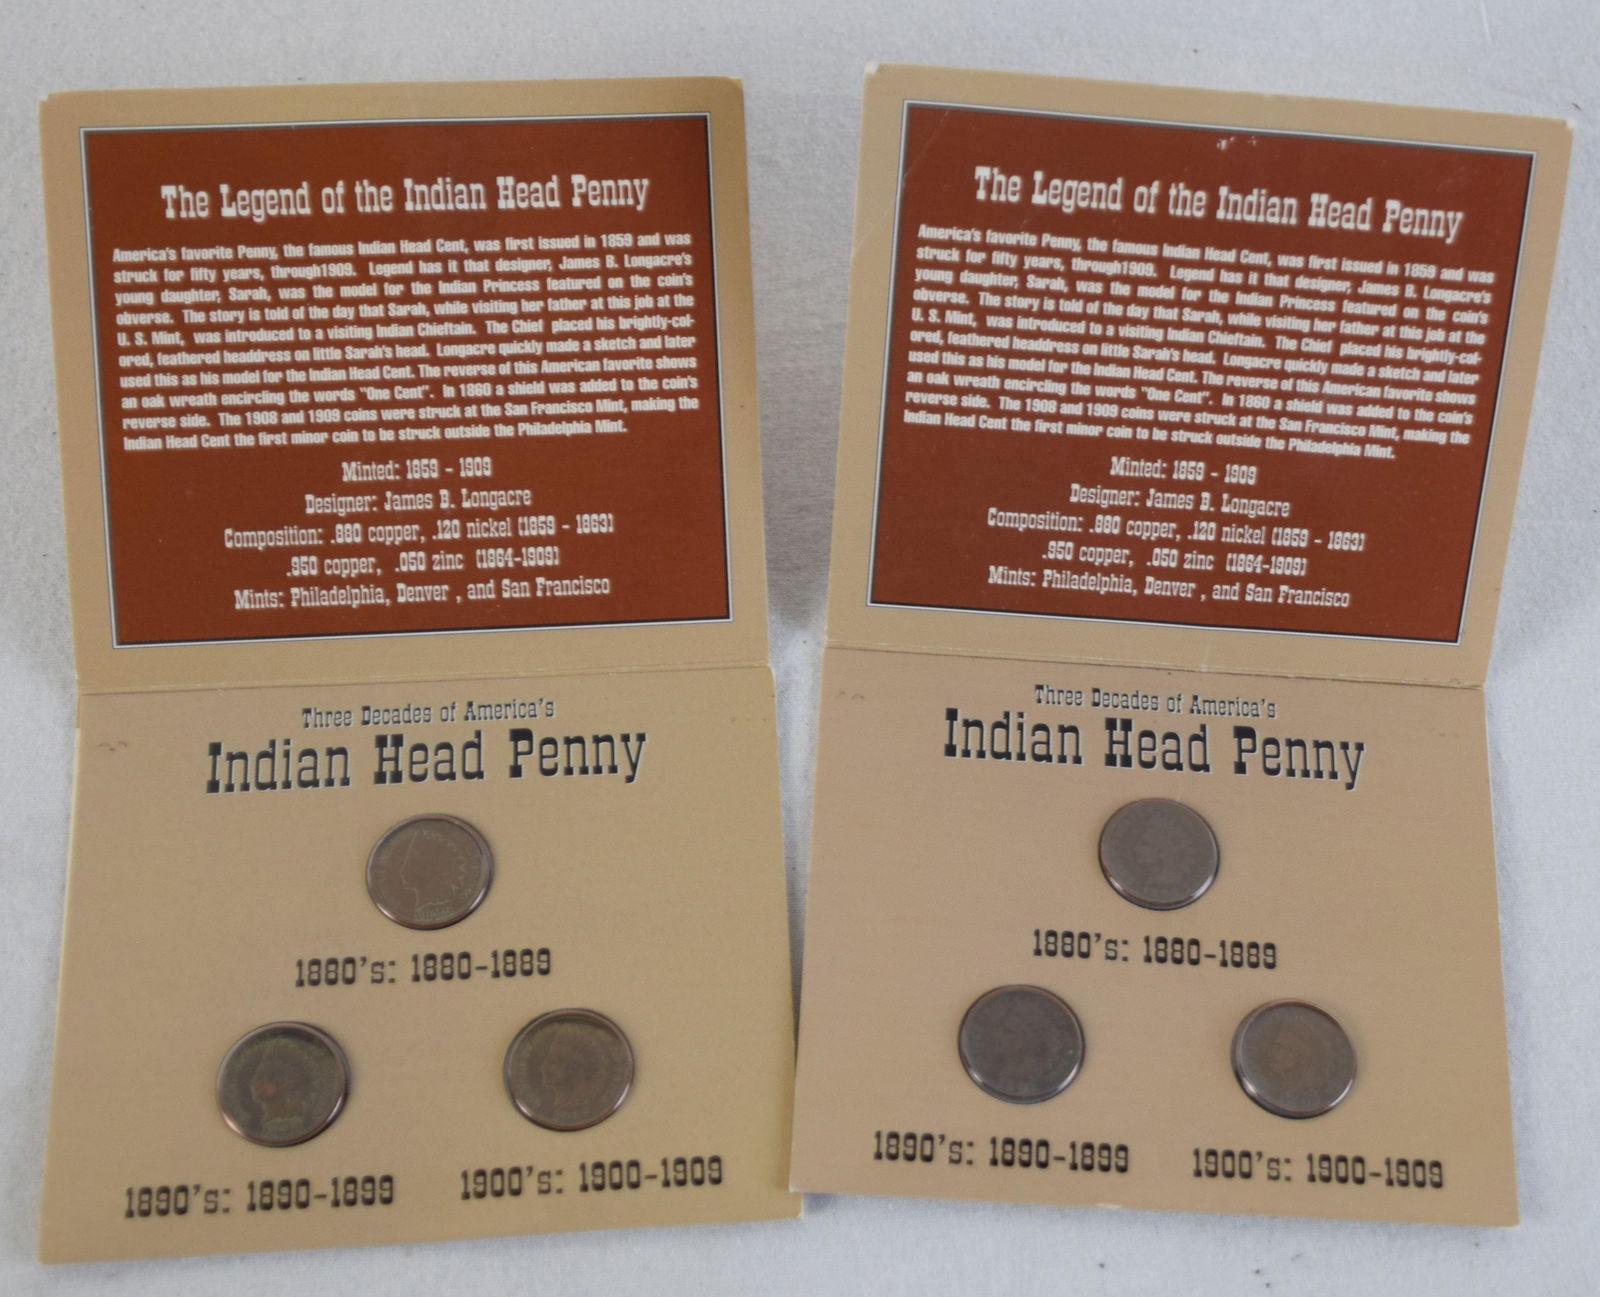 The Legend of the Indian Head Penny
America's favorite Penny, the famous Indian Head Cent, was first issued in 1859 and was
struck for fifty years, through1909. Legend has it that designer, James B. Longacre's
young daughter, Sarah, was the model for the Indian Princess featured on the coin's
obverse. The story is told of the day that Sarah, while visiting her father at this job at the
U. S. Mint, was introduced to a visiting Indian Chieftain. The Chief placed his brightly-col-
ored, feathered headdress on little Sarah's head. Longacre quickly made a sketch and later
used this as his model for the Indian Head Cent. The reverse of this American favorite shows
an oak wreath encircling the words "One Cent". In 1860 a shield was added to the coin's
reverse side. The 1908 and 1909 coins were struck at the San Francisco Mint, making the
Indian Head Cent the first minor coin to be struck outside the Philadelphia Mint.
Minted: 1859 - 1909
Designer: James B. Longacre
Composition: .880 copper, .120 nickel (1859 - 1863)
.950 copper, .050 zinc (1864-1909)
Mints: Philadelphia, Denver , and San Francisco
Three Decades of America's
Indian Head Penny
1880's: 1880-1889
1890's: 1890-1899
1900's: 1900-1909
The Legend of the Indian Head Penny
America's favorite Penny, the famous Indian Head Cent, was first issued in 1859 and was
struck for fifty years, through1909. Legend has it that designer, James B. Longacre's
young daughter, Sarah, was the model for the Indian Princess featured on the coin's
obverse. The story is told of the day that Sarah, while visiting her father at this job at the
U. S. Mint, was introduced to a visiting Indian Chieftain. The Chief placed his brightly-col-
ored, feathered headdress on little Sarah's head. Longacre quickly made a sketch and later
used this as his model for the Indian Head Cent. The reverse of this American favorite shows
an oak wreath encircling the words "One Cent". In 1860 a shield was added to the coin's
reverse side. The 1908 and 1909 coins were struck at the San Francisco Mint, making the
Indian Head Cent the first minor coin to be struck outside the Philadelphia Mint.
Minted: 1859 - 1909
Designer: James B. Longacre
Composition: .880 copper, .120 nickel (1859 - 1863)
.950 copper, .050 zinc (1864-1909)
Mints: Philadelphia, Denver , and San Francisco
Three Decades of America's
Indian Head Penny
1880's: 1880-1889
1890's: 1890-1899
1900's: 1900-1909